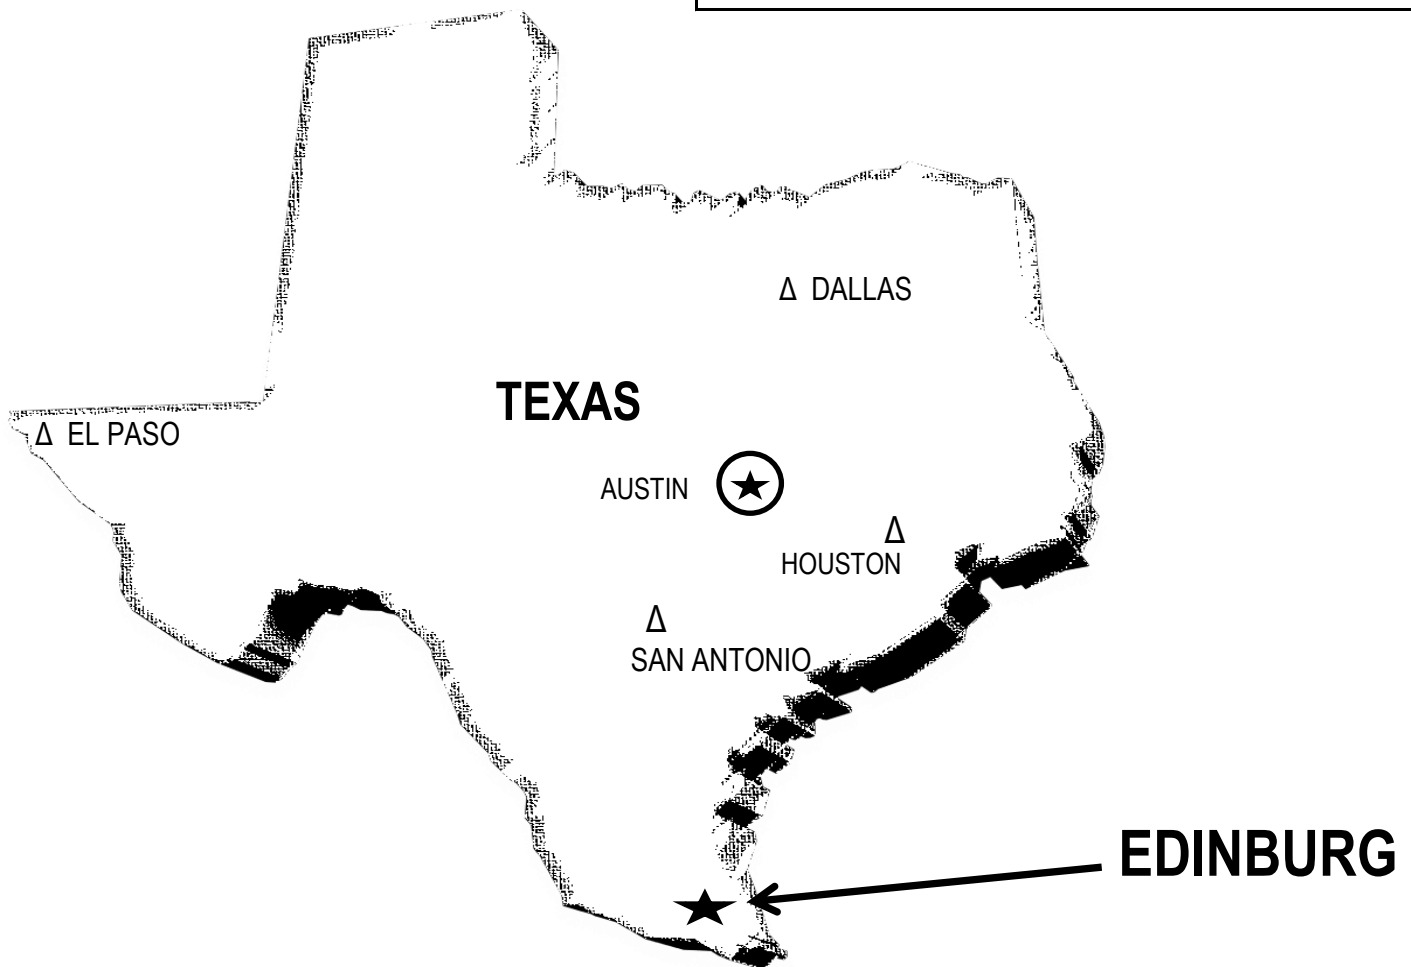 Δ DALLAS
TEXAS
Δ EL PASO
AUSTIN
Δ
HOUSTON
Δ
SAN ANTONIO
EDINBURG